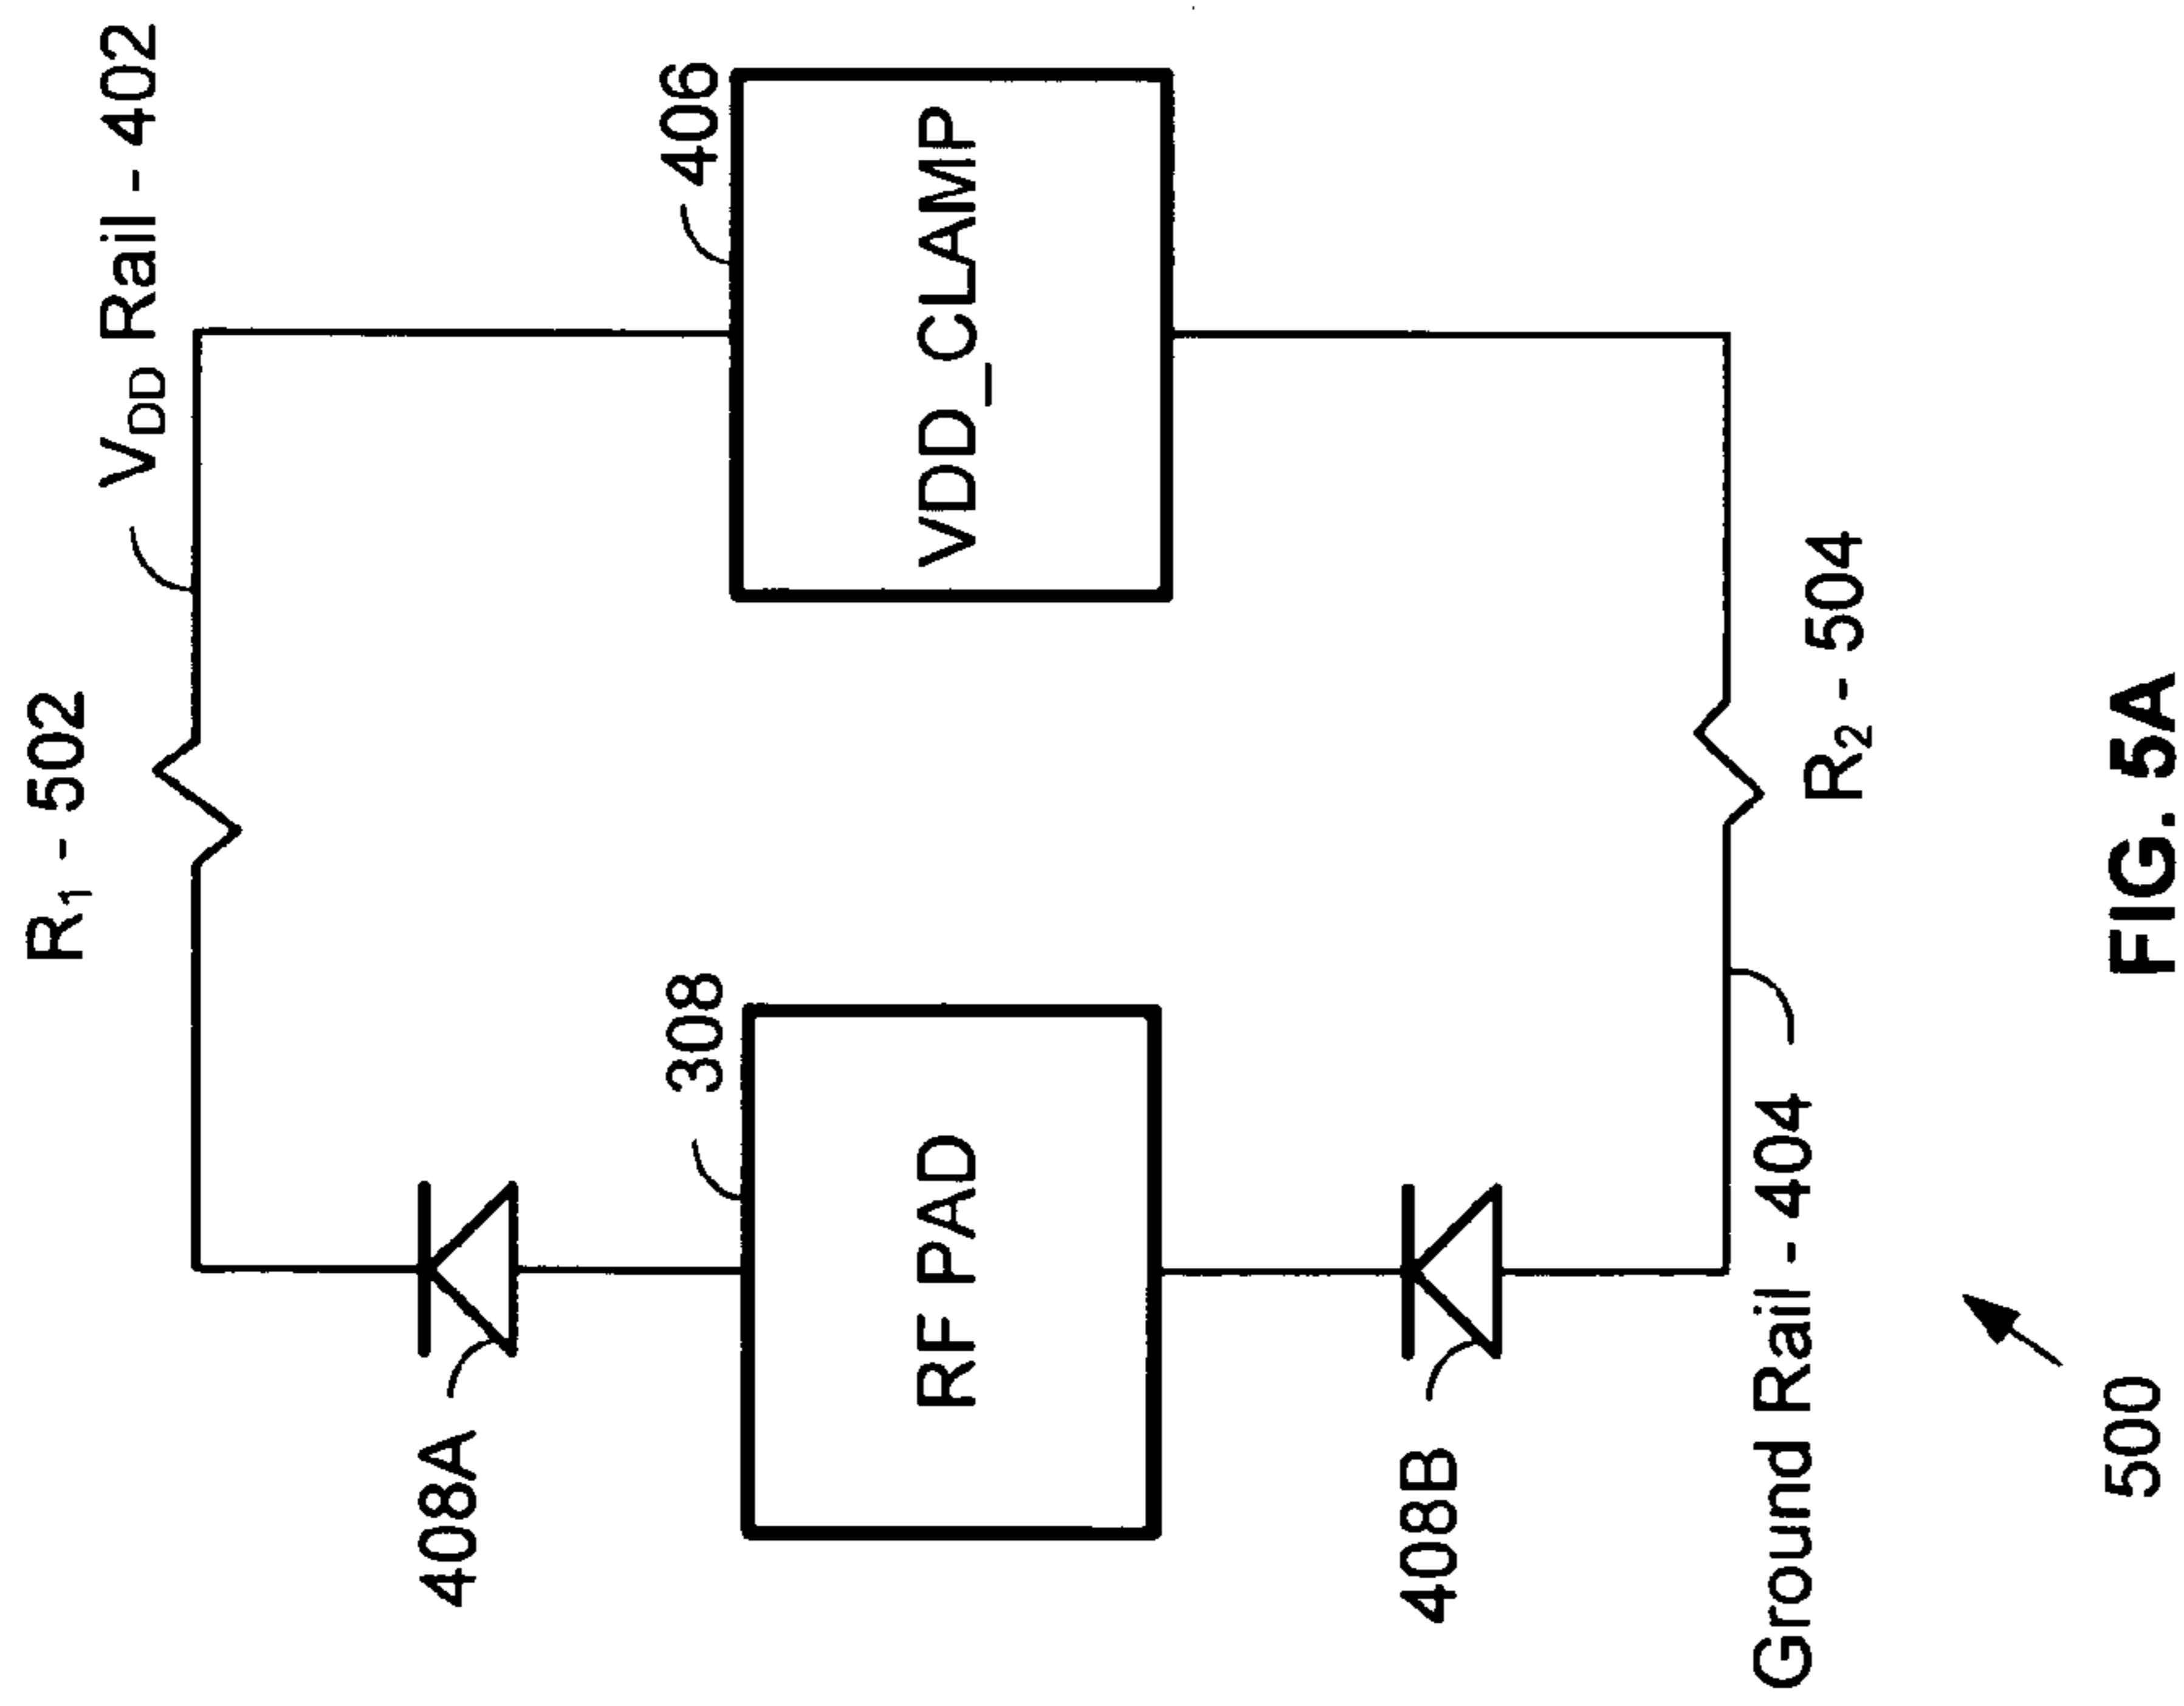 R1 - 502
VDD Rail - 402
408A
308
406
RF PAD
VDD_CLAMP
408B
Ground Rail - 404
R2 - 504
500
FIG. 5A